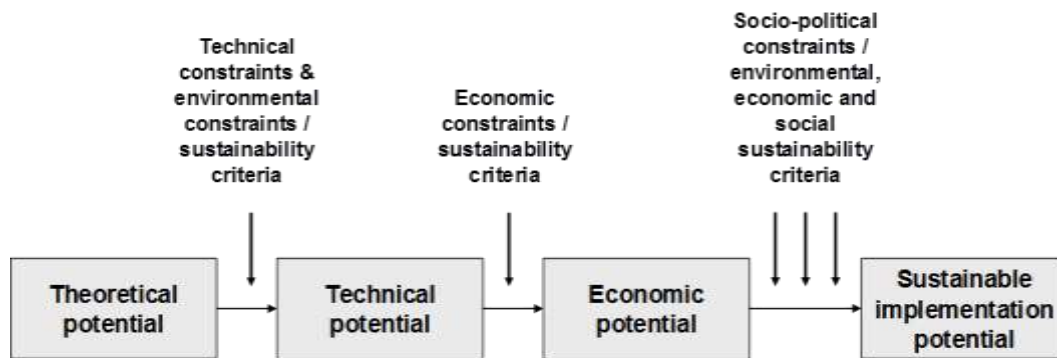 Technical
constraints &
environmental
constraints /
sustainability
criteria
Economic
constraints /
sustainability
criteria
Socio-political
constraints /
environmental,
economic and
social
sustainability
criteria
Theoretical
potential
Technical
potential
Economic
potential
Sustainable
implementation
potential